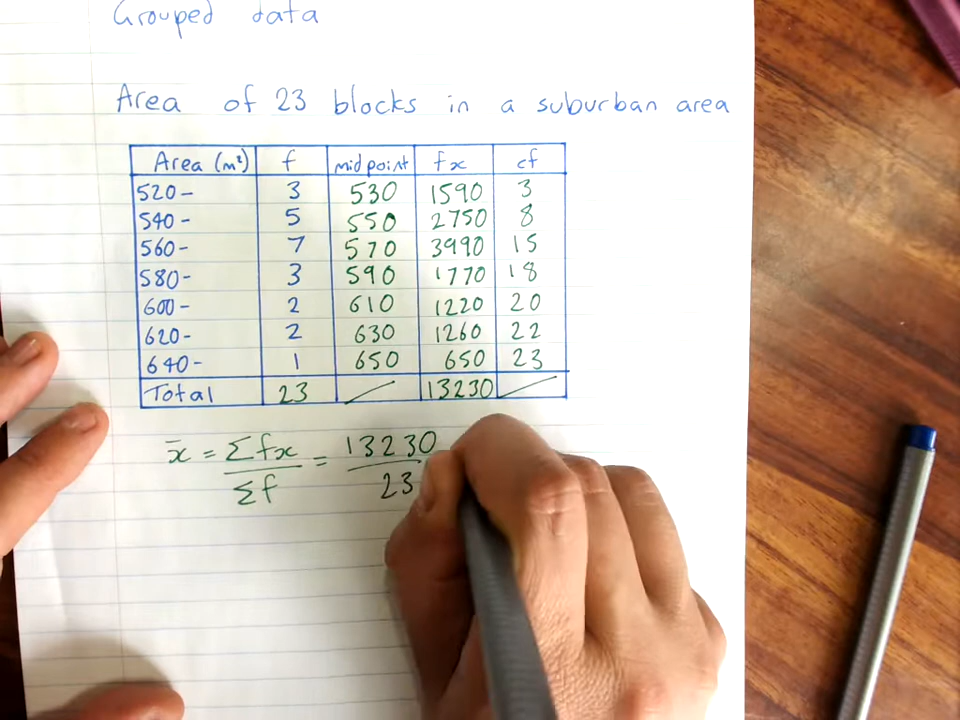 Grouped data
Area of 23 blocks in a suburban area
Area (m²) f midpoint fx cf
520- 3 530 1590 3
540- 5 550 2750 8
560- 7 570 3990 15
580- 3 590 1770 18
600- 2 610 1220 20
620- 2 630 1260 22
640- 1 650 650 23
Total 23 / 13230 /
x̄ = Σfx / Σf = 13230 / 23